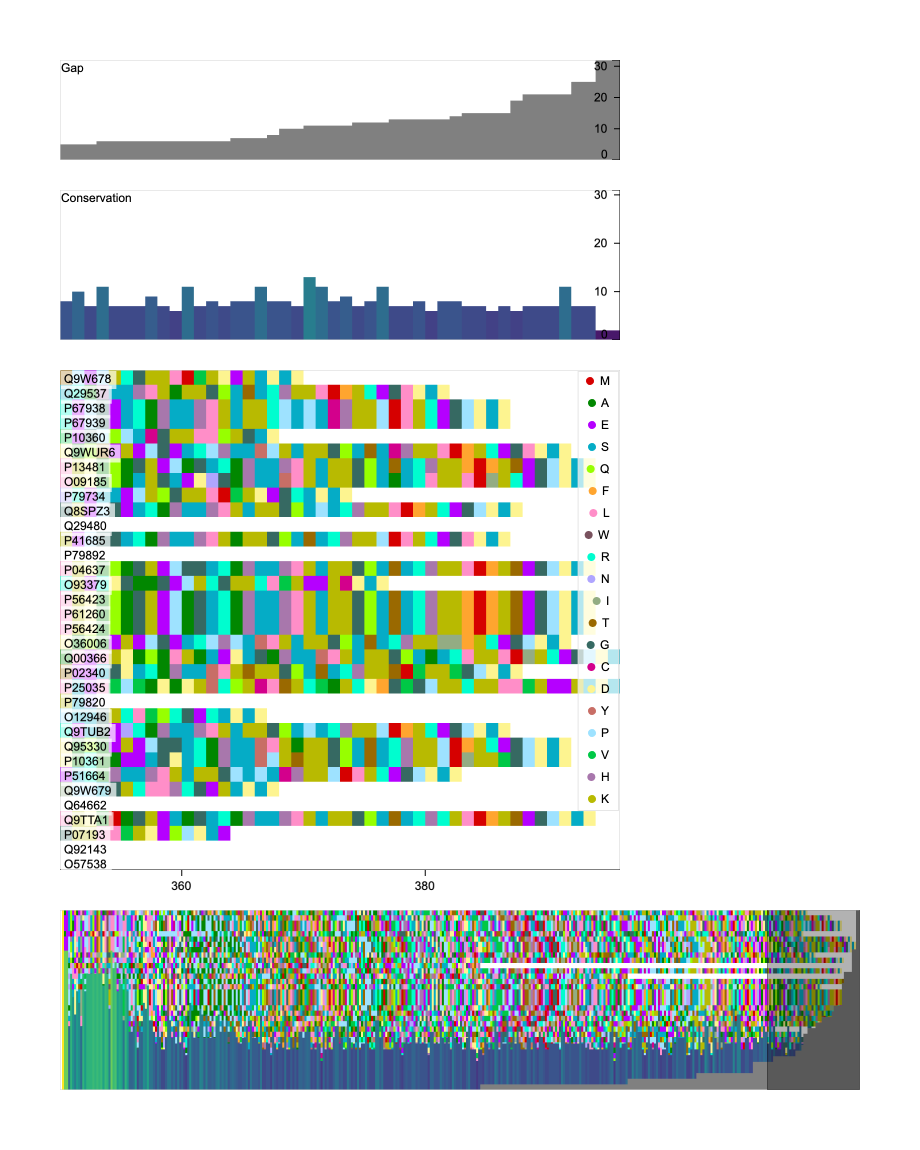 Gap
30
20
10
0
Conservation
30
20
10
0
Q9W678
Q29537
P67938
P67939
P10360
Q9WUR6
P13481
O09185
P79734
Q8SPZ3
Q29480
P41685
P79892
P04637
O93379
P56423
P61260
P56424
O36006
Q00366
P02340
P25035
P79820
O12946
Q9TUB2
Q95330
P10361
P51664
Q9W679
Q64662
Q9TTA1
P07193
Q92143
O57538
M
A
E
S
Q
F
L
W
R
N
I
T
G
C
D
Y
P
V
H
K
360 380